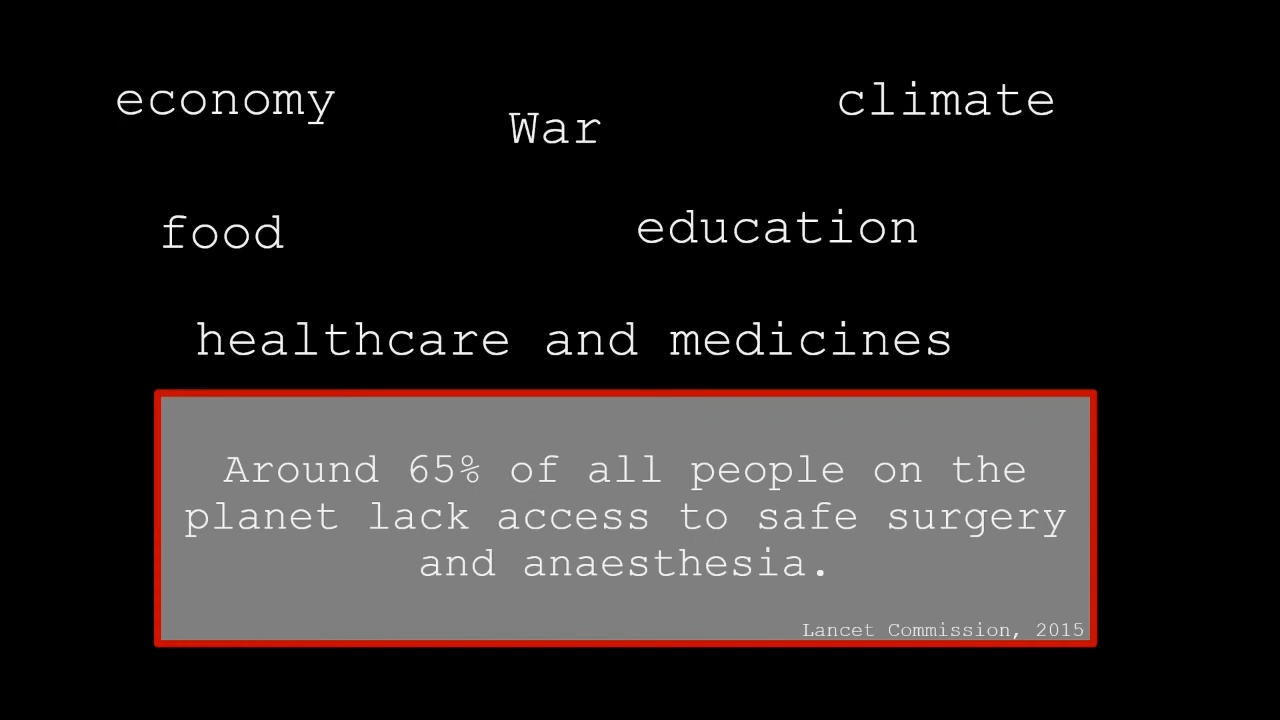 economy
War
climate
food
education
healthcare and medicines
Around 65% of all people on the
planet lack access to safe surgery
and anaesthesia.
Lancet Commission, 2015